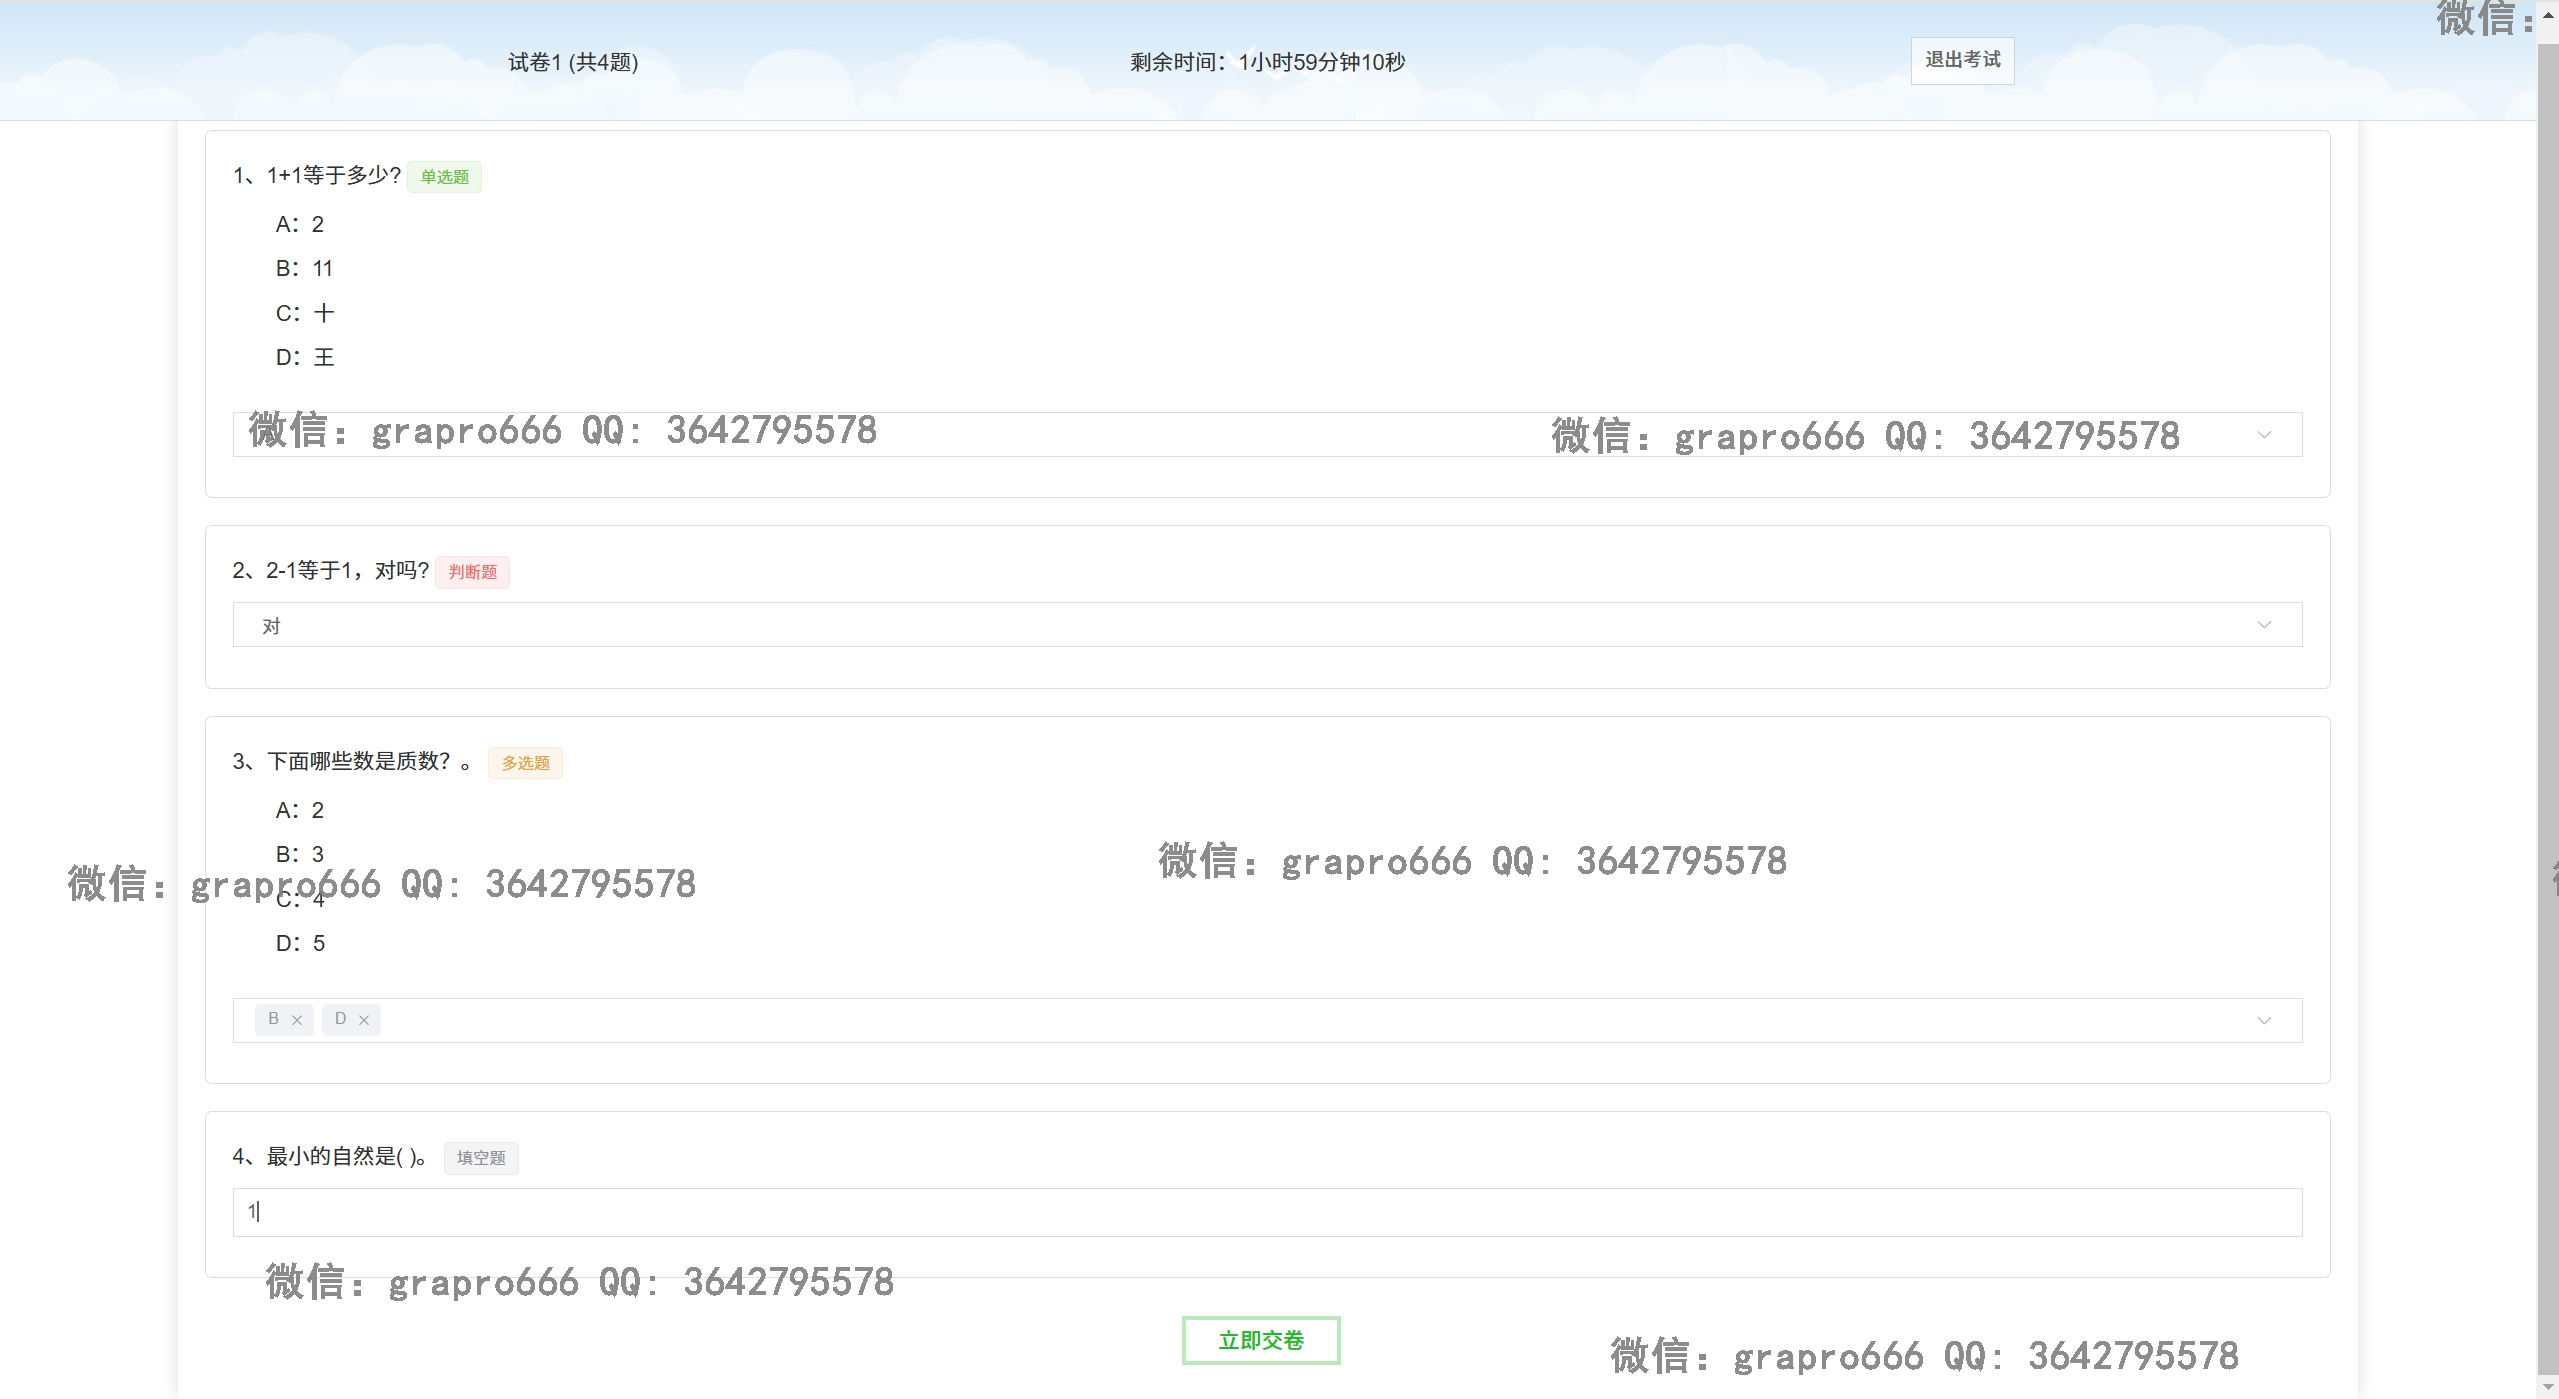 微信：
试卷1 (共4题)
剩余时间：1小时59分钟10秒
退出考试
1、1+1等于多少? 单选题
A：2
B：11
C：十
D：王
微信：grapro666 QQ: 3642795578
微信：grapro666 QQ: 3642795578
2、2-1等于1，对吗? 判断题
对
3、下面哪些数是质数？。 多选题
A：2
B：3
微信：grapro666 QQ: 3642795578
微信：grapro666 QQ: 3642795578
C：4
D：5
B × D ×
4、最小的自然是( )。 填空题
1
微信：grapro666 QQ: 3642795578
立即交卷
微信：grapro666 QQ: 3642795578